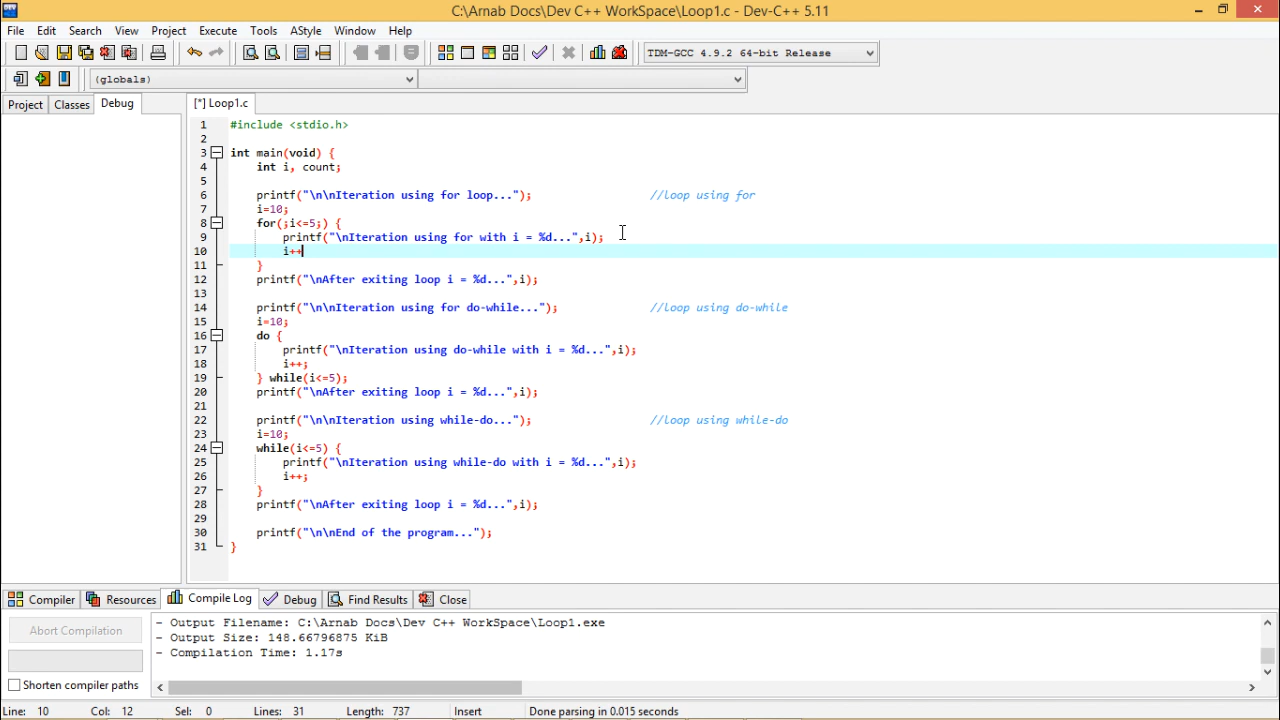 C:\Arnab Docs\Dev C++ WorkSpace\Loop1.c - Dev-C++ 5.11
File Edit Search View Project Execute Tools AStyle Window Help
TDM-GCC 4.9.2 64-bit Release
(globals)
Project Classes Debug [*] Loop1.c
1 #include <stdio.h>
2
3 int main(void) {
4 int i, count;
5
6 printf("\n\nIteration using for loop..."); //loop using for
7 i=10;
8 for(;i<=5;) {
9 printf("\nIteration using for with i = %d...",i);
10 i++
11 }
12 printf("\nAfter exiting loop i = %d...",i);
13
14 printf("\n\nIteration using for do-while..."); //loop using do-while
15 i=10;
16 do {
17 printf("\nIteration using do-while with i = %d...",i);
18 i++;
19 } while(i<=5);
20 printf("\nAfter exiting loop i = %d...",i);
21
22 printf("\n\nIteration using while-do..."); //loop using while-do
23 i=10;
24 while(i<=5) {
25 printf("\nIteration using while-do with i = %d...",i);
26 i++;
27 }
28 printf("\nAfter exiting loop i = %d...",i);
29
30 printf("\n\nEnd of the program...");
31 }
Compiler Resources Compile Log Debug Find Results Close
Abort Compilation
Shorten compiler paths
- Output Filename: C:\Arnab Docs\Dev C++ WorkSpace\Loop1.exe
- Output Size: 148.66796875 KiB
- Compilation Time: 1.17s
Line: 10 Col: 12 Sel: 0 Lines: 31 Length: 737 Insert Done parsing in 0.015 seconds